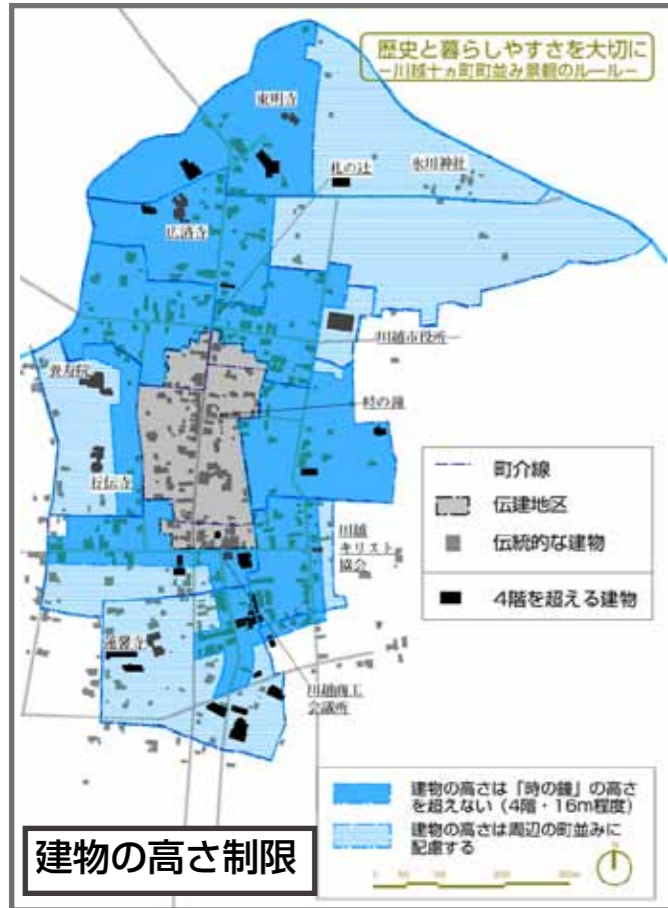 歴史と暮らしやすさを大切に
―川越十ヵ町町並み景観のルール―
東明寺
札の辻
氷川神社
広済寺
川越市役所
養寿院
時の鐘
行伝寺
町介線
伝建地区
伝統的な建物
4階を超える建物
川越
キリスト
協会
蓮馨寺
川越商工
会議所
建物の高さは「時の鐘」の高さ
を超えない（4階・16m程度）
建物の高さは周辺の町並みに
配慮する
建物の高さ制限
N
0